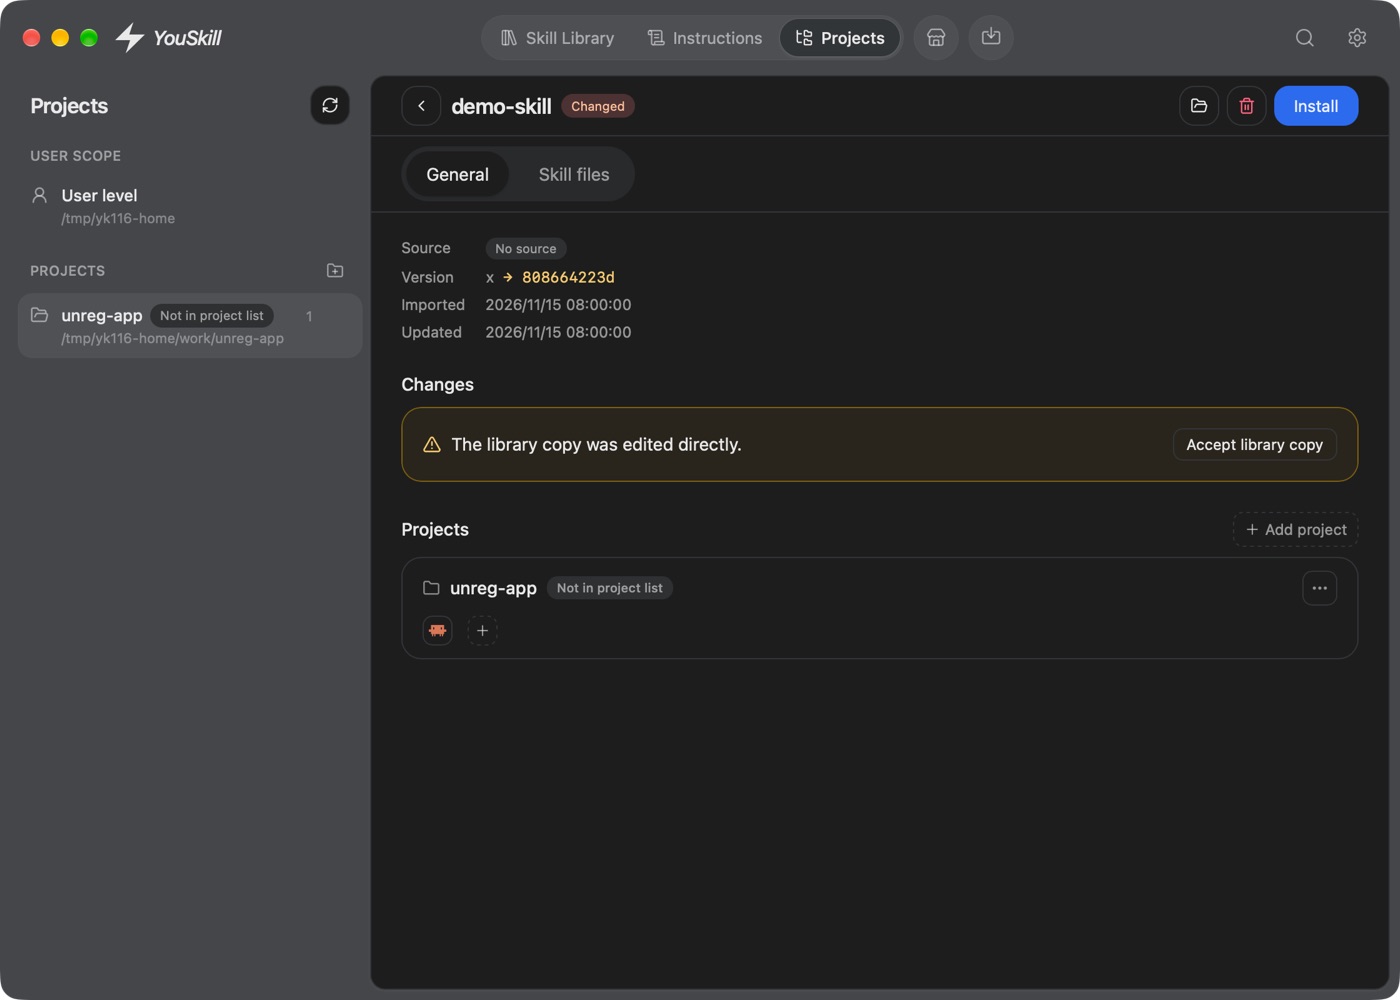 YouSkill
Skill Library
Instructions
Projects
Projects
USER SCOPE
User level
/tmp/yk116-home
PROJECTS
unreg-app Not in project list 1
/tmp/yk116-home/work/unreg-app
demo-skill Changed
Install
General
Skill files
Source No source
Version x → 808664223d
Imported 2026/11/15 08:00:00
Updated 2026/11/15 08:00:00
Changes
The library copy was edited directly.
Accept library copy
Projects
+ Add project
unreg-app Not in project list